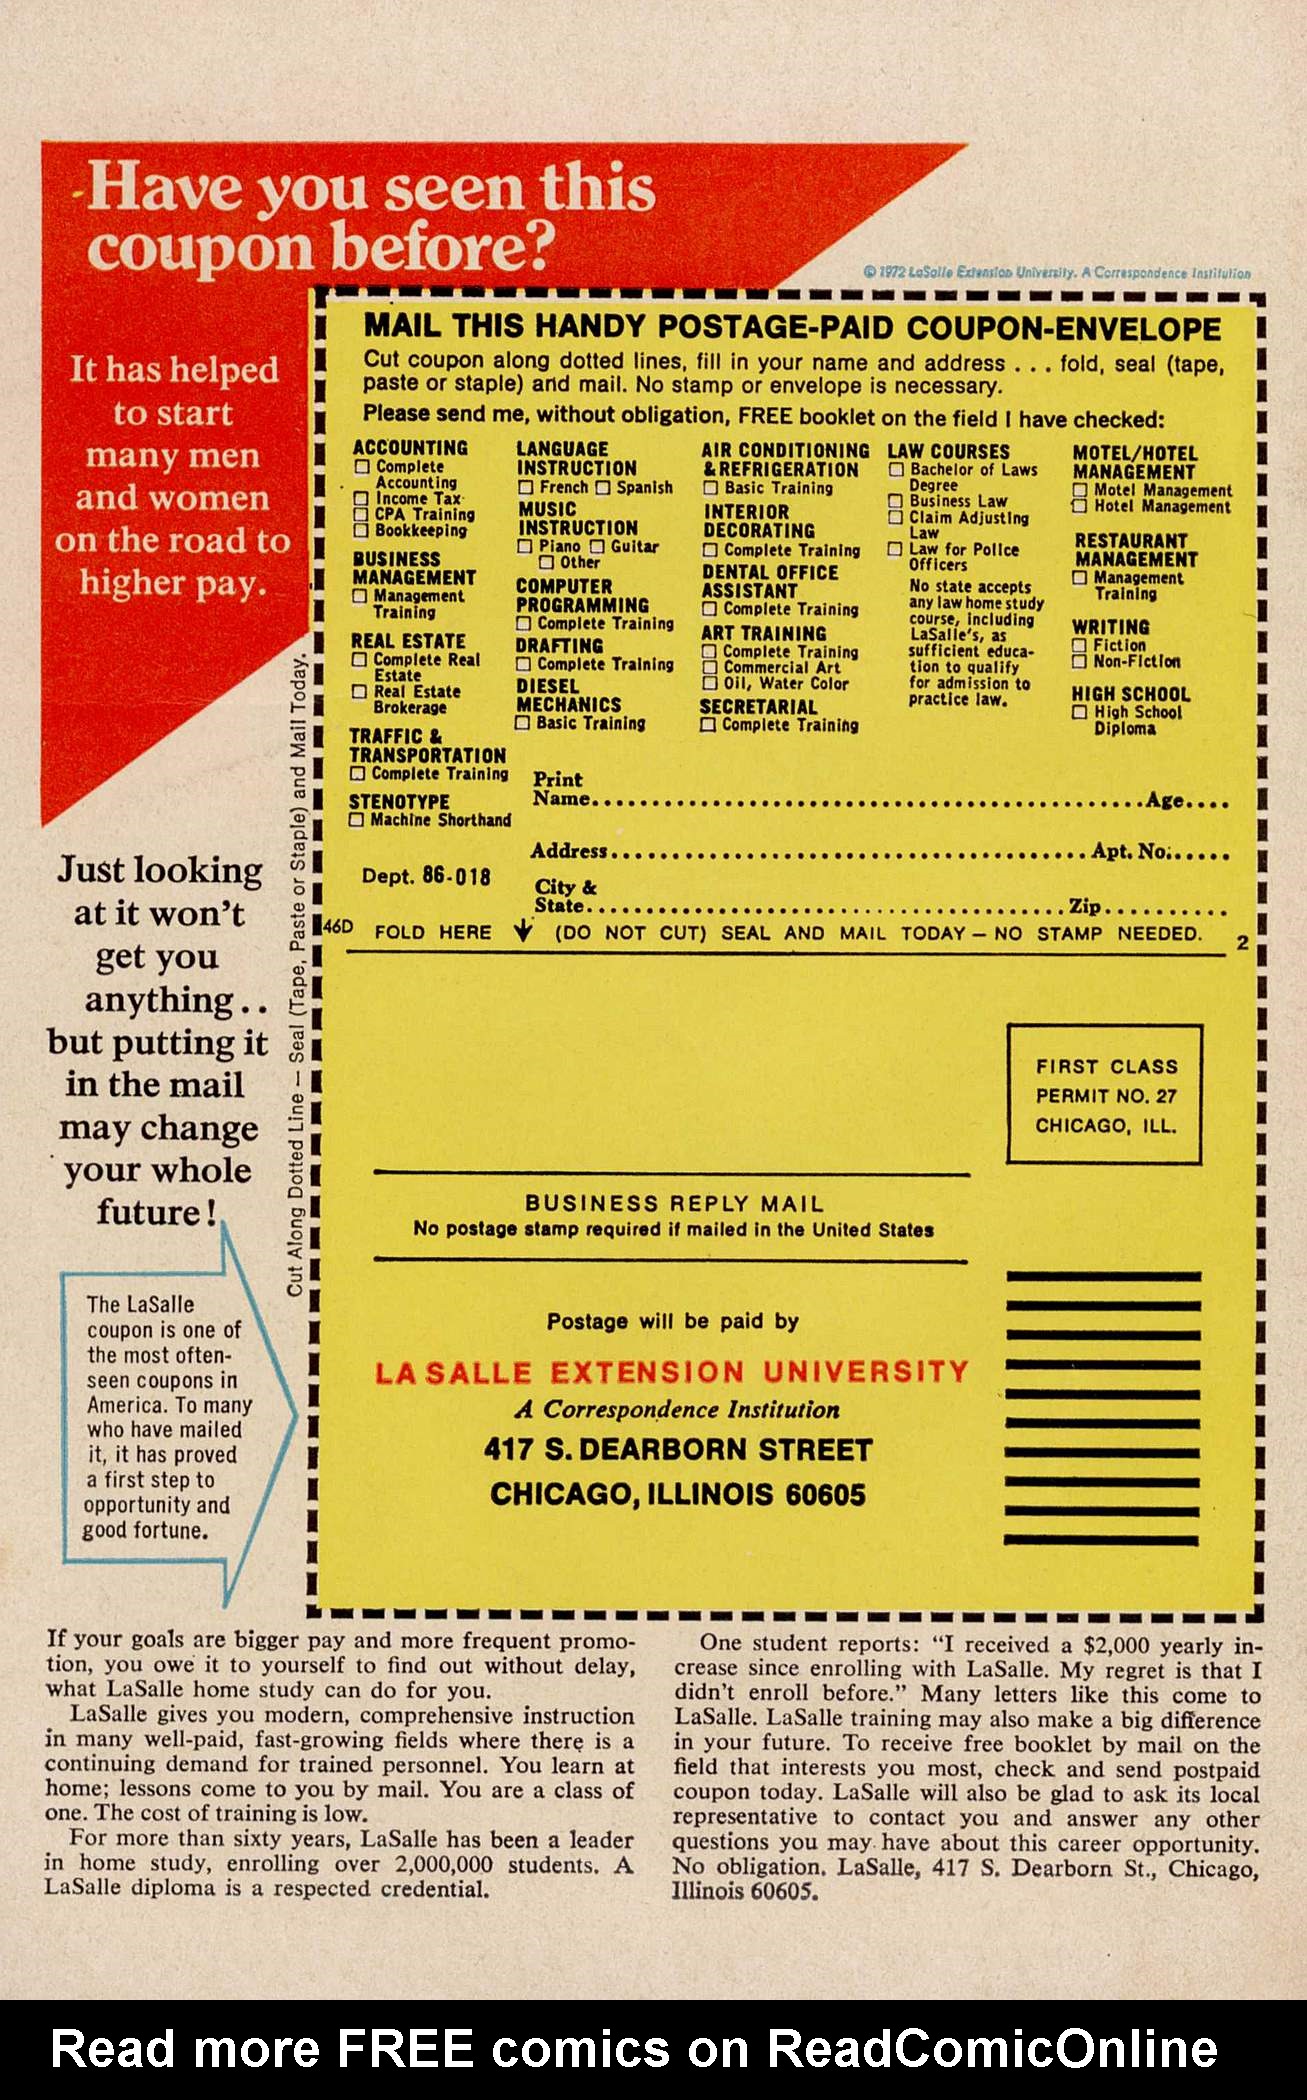 Have you seen this
coupon before?
© 1972 LaSalle Extension University. A Correspondence Institution
It has helped
to start
many men
and women
on the road to
higher pay.
Just looking
at it won't
get you
anything..
but putting it
in the mail
may change
your whole
future!
The LaSalle
coupon is one of
the most often-
seen coupons in
America. To many
who have mailed
it, it has proved
a first step to
opportunity and
good fortune.
Cut Along Dotted Line — Seal (Tape, Paste or Staple) and Mail Today.
MAIL THIS HANDY POSTAGE-PAID COUPON-ENVELOPE
Cut coupon along dotted lines, fill in your name and address . . . fold, seal (tape,
paste or staple) and mail. No stamp or envelope is necessary.
Please send me, without obligation, FREE booklet on the field I have checked:
ACCOUNTING
☐ Complete
Accounting
☐ Income Tax
☐ CPA Training
☐ Bookkeeping
BUSINESS
MANAGEMENT
☐ Management
Training
REAL ESTATE
☐ Complete Real
Estate
☐ Real Estate
Brokerage
TRAFFIC &
TRANSPORTATION
☐ Complete Training
STENOTYPE
☐ Machine Shorthand
LANGUAGE
INSTRUCTION
☐ French ☐ Spanish
MUSIC
INSTRUCTION
☐ Piano ☐ Guitar
☐ Other
COMPUTER
PROGRAMMING
☐ Complete Training
DRAFTING
☐ Complete Training
DIESEL
MECHANICS
☐ Basic Training
AIR CONDITIONING
& REFRIGERATION
☐ Basic Training
INTERIOR
DECORATING
☐ Complete Training
DENTAL OFFICE
ASSISTANT
☐ Complete Training
ART TRAINING
☐ Complete Training
☐ Commercial Art
☐ Oil, Water Color
SECRETARIAL
☐ Complete Training
LAW COURSES
☐ Bachelor of Laws
Degree
☐ Business Law
☐ Claim Adjusting
Law
☐ Law for Police
Officers
No state accepts
any law home study
course, including
LaSalle's, as
sufficient educa-
tion to qualify
for admission to
practice law.
MOTEL/HOTEL
MANAGEMENT
☐ Motel Management
☐ Hotel Management
RESTAURANT
MANAGEMENT
☐ Management
Training
WRITING
☐ Fiction
☐ Non-Fiction
HIGH SCHOOL
☐ High School
Diploma
Print
Name.............................................Age....
Address.......................................Apt. No......
Dept. 86-018
City &
State.......................................Zip..........
46D FOLD HERE ↓ (DO NOT CUT) SEAL AND MAIL TODAY — NO STAMP NEEDED. 2
FIRST CLASS
PERMIT NO. 27
CHICAGO, ILL.
BUSINESS REPLY MAIL
No postage stamp required if mailed in the United States
Postage will be paid by
LA SALLE EXTENSION UNIVERSITY
A Correspondence Institution
417 S. DEARBORN STREET
CHICAGO, ILLINOIS 60605
If your goals are bigger pay and more frequent promo-
tion, you owe it to yourself to find out without delay,
what LaSalle home study can do for you.
LaSalle gives you modern, comprehensive instruction
in many well-paid, fast-growing fields where there is a
continuing demand for trained personnel. You learn at
home; lessons come to you by mail. You are a class of
one. The cost of training is low.
For more than sixty years, LaSalle has been a leader
in home study, enrolling over 2,000,000 students. A
LaSalle diploma is a respected credential.
One student reports: "I received a $2,000 yearly in-
crease since enrolling with LaSalle. My regret is that I
didn't enroll before." Many letters like this come to
LaSalle. LaSalle training may also make a big difference
in your future. To receive free booklet by mail on the
field that interests you most, check and send postpaid
coupon today. LaSalle will also be glad to ask its local
representative to contact you and answer any other
questions you may have about this career opportunity.
No obligation. LaSalle, 417 S. Dearborn St., Chicago,
Illinois 60605.
Read more FREE comics on ReadComicOnline